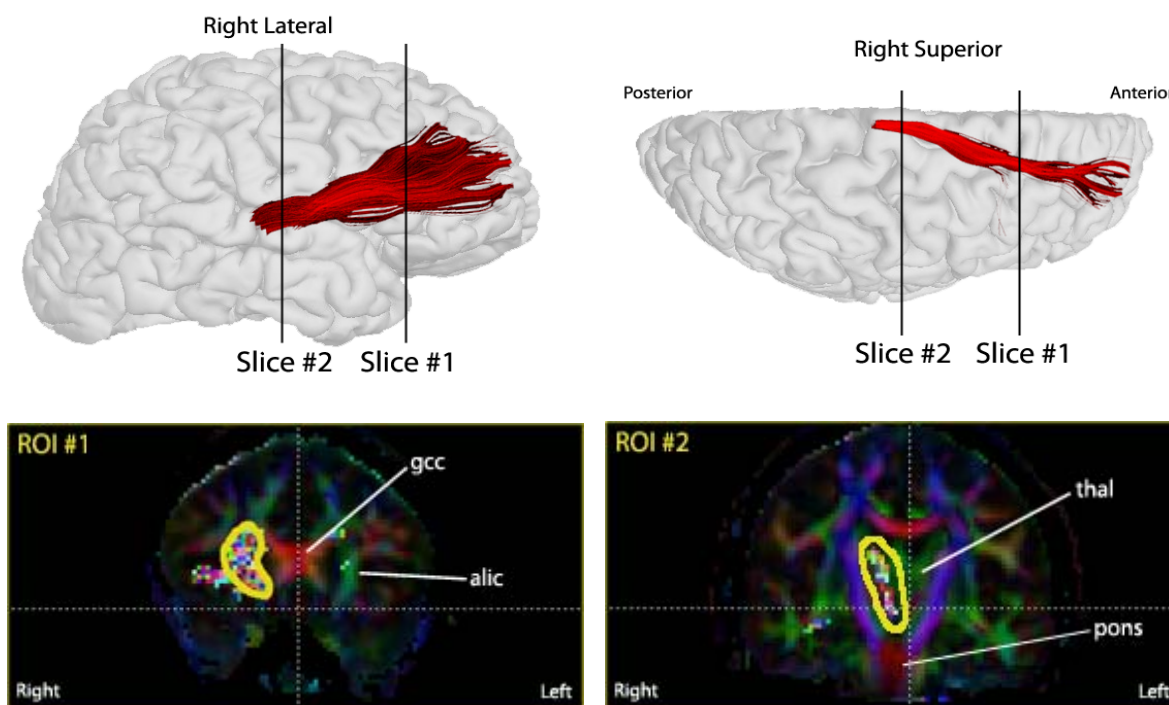 Right Lateral
Slice #2
Slice #1
Right Superior
Posterior
Anterior
Slice #2
Slice #1
ROI #1
gcc
alic
Right
Left
ROI #2
thal
pons
Right
Left